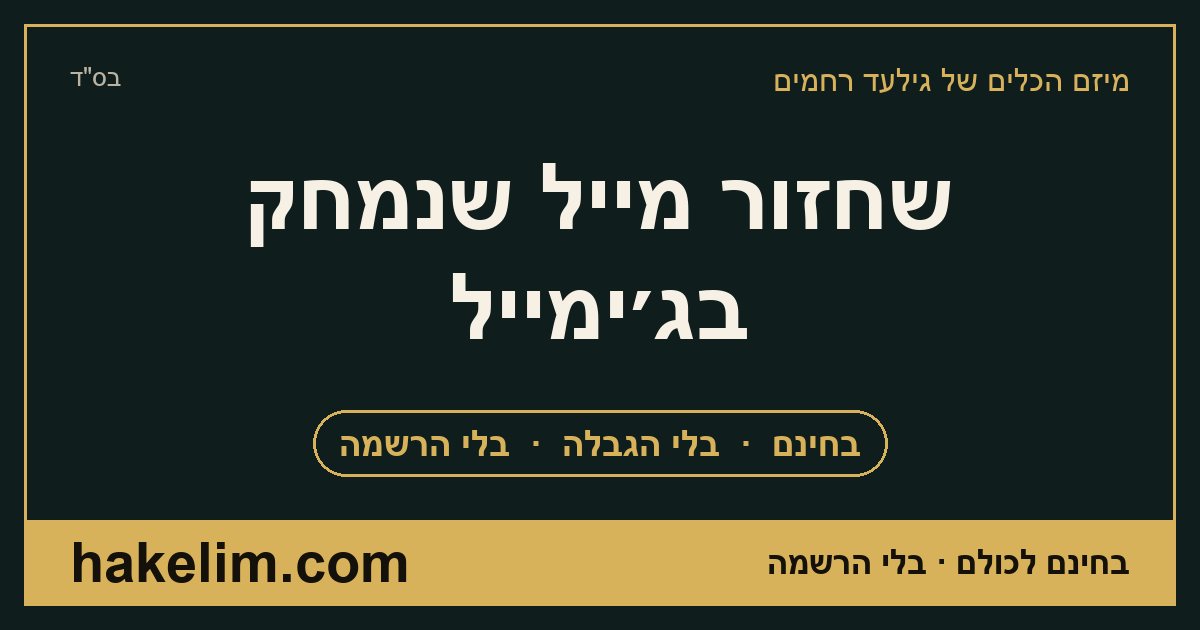 מיזם הכלים של גילעד רחמים
בס"ד
שחזור מייל שנמחק
בג׳ימייל
בחינם · בלי הגבלה · בלי הרשמה
בחינם לכולם · בלי הרשמה
hakelim.com